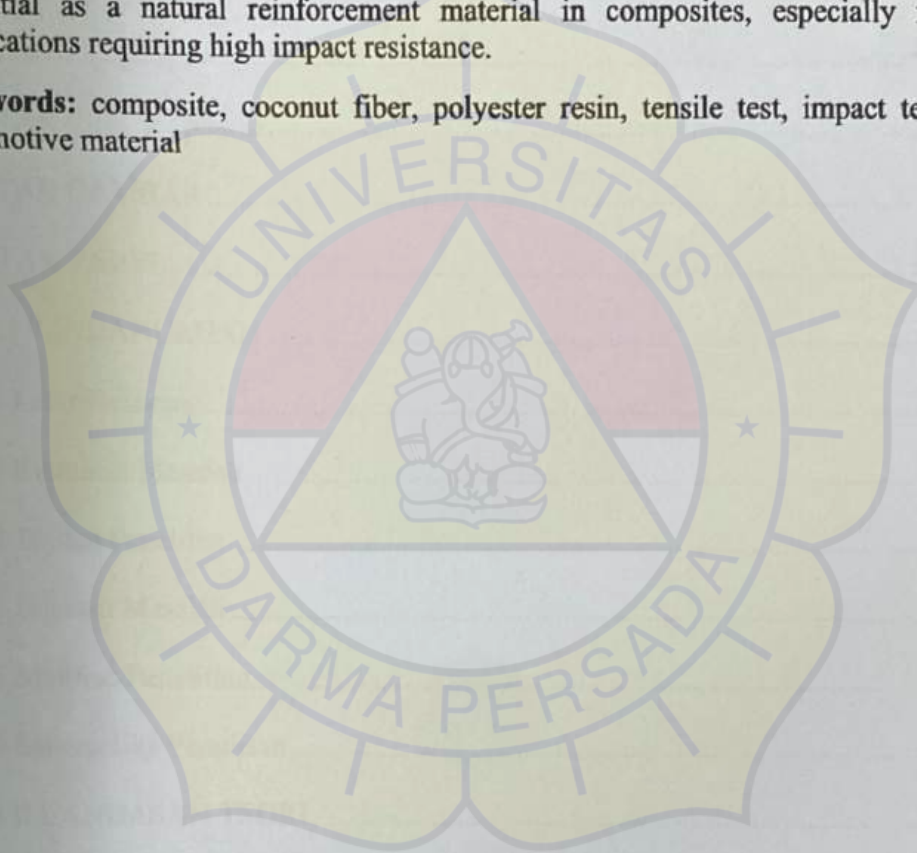 tial as a natural reinforcement material in composites, especially
cations requiring high impact resistance.
words: composite, coconut fiber, polyester resin, tensile test, impact te
notive material
UNIVERSITAS
DARMA PERSADA